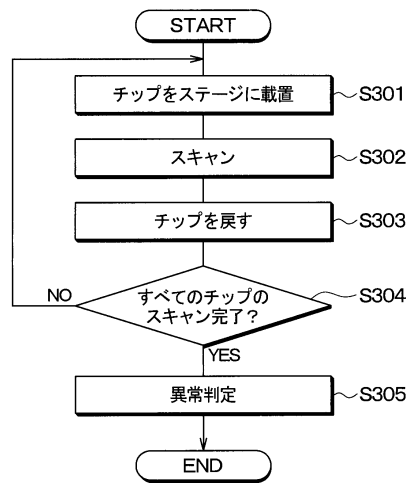 START
チップをステージに載置
S301
スキャン
S302
チップを戻す
S303
すべてのチップの
スキャン完了？
S304
NO
YES
異常判定
S305
END